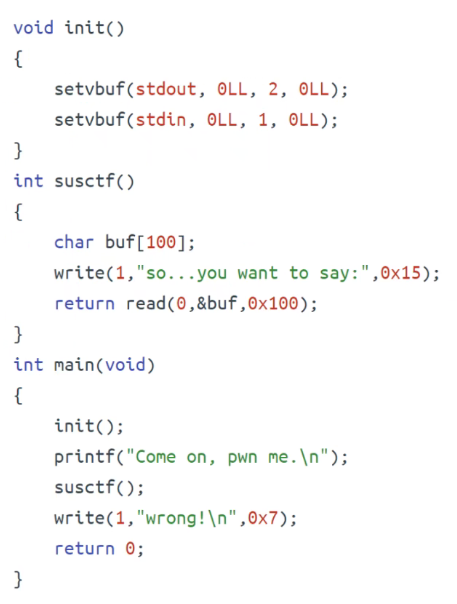 void init()
{
    setvbuf(stdout, 0LL, 2, 0LL);
    setvbuf(stdin, 0LL, 1, 0LL);
}
int susctf()
{
    char buf[100];
    write(1,"so...you want to say:",0x15);
    return read(0,&buf,0x100);
}
int main(void)
{
    init();
    printf("Come on, pwn me.\n");
    susctf();
    write(1,"wrong!\n",0x7);
    return 0;
}